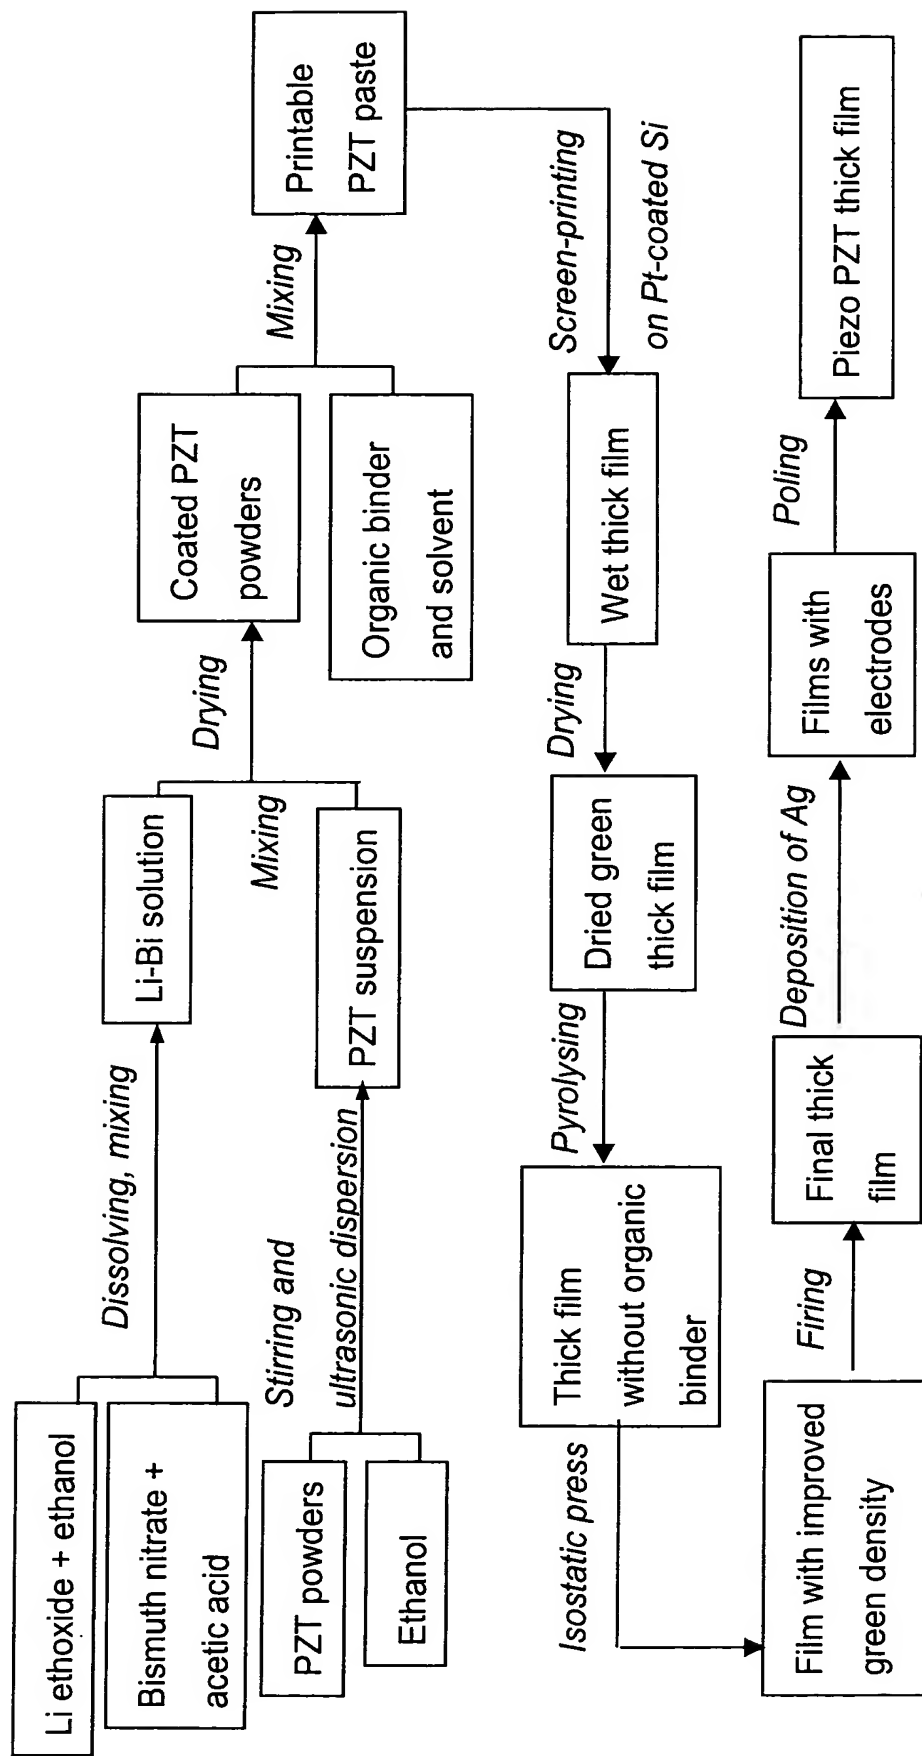 Li ethoxide + ethanol
Bismuth nitrate +
acetic acid
Dissolving, mixing
Li-Bi solution
PZT powders
Ethanol
Stirring and
ultrasonic dispersion
PZT suspension
Mixing
Drying
Coated PZT
powders
Organic binder
and solvent
Mixing
Printable
PZT paste
Screen-printing
on Pt-coated Si
Wet thick film
Drying
Dried green
thick film
Pyrolysing
Thick film
without organic
binder
Isostatic press
Film with improved
green density
Firing
Final thick
film
Deposition of Ag
Films with
electrodes
Poling
Piezo PZT thick film